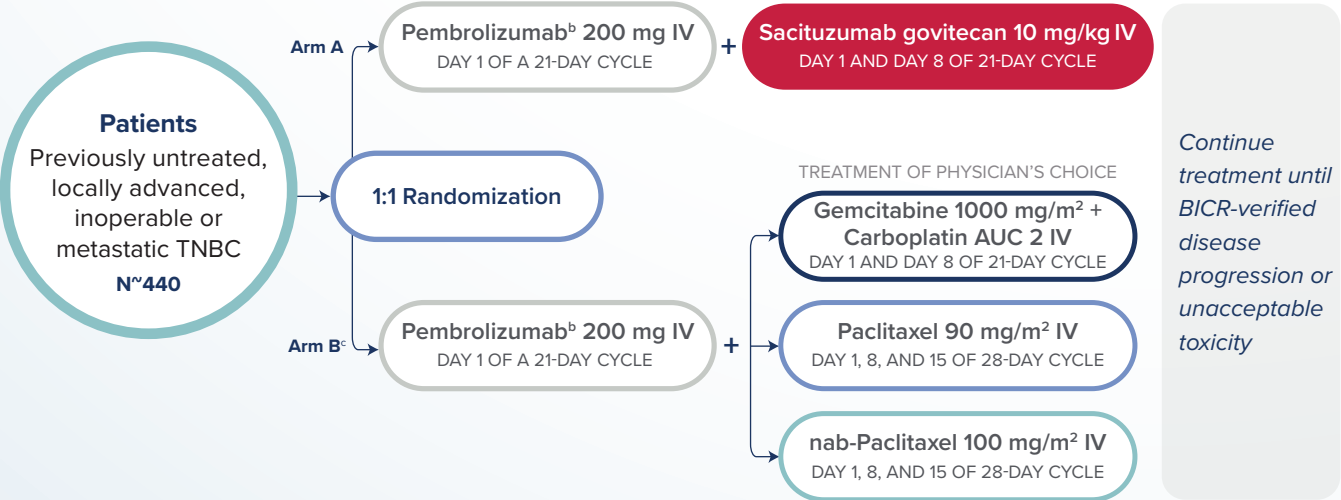 Patients
Previously untreated,
locally advanced,
inoperable or
metastatic TNBC
N~440
1:1 Randomization
Arm A
Pembrolizumabᵇ 200 mg IV
DAY 1 OF A 21-DAY CYCLE
+
Sacituzumab govitecan 10 mg/kg IV
DAY 1 AND DAY 8 OF 21-DAY CYCLE
Arm Bᶜ
Pembrolizumabᵇ 200 mg IV
DAY 1 OF A 21-DAY CYCLE
+
TREATMENT OF PHYSICIAN’S CHOICE
Gemcitabine 1000 mg/m² +
Carboplatin AUC 2 IV
DAY 1 AND DAY 8 OF 21-DAY CYCLE
Paclitaxel 90 mg/m² IV
DAY 1, 8, AND 15 OF 28-DAY CYCLE
nab-Paclitaxel 100 mg/m² IV
DAY 1, 8, AND 15 OF 28-DAY CYCLE
Continue
treatment until
BICR-verified
disease
progression or
unacceptable
toxicity